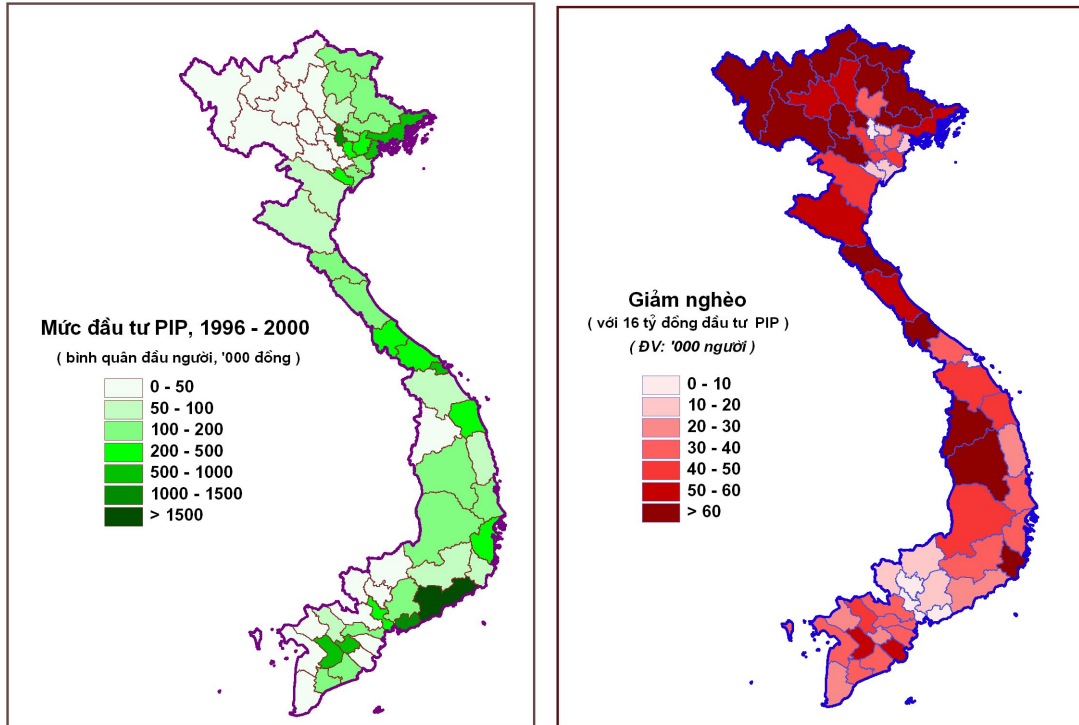 Mức đầu tư PIP, 1996 - 2000
( bình quân đầu người, '000 đồng )
0 - 50
50 - 100
100 - 200
200 - 500
500 - 1000
1000 - 1500
> 1500
Giảm nghèo
( với 16 tỷ đồng đầu tư PIP )
( ĐV: '000 người )
0 - 10
10 - 20
20 - 30
30 - 40
40 - 50
50 - 60
> 60